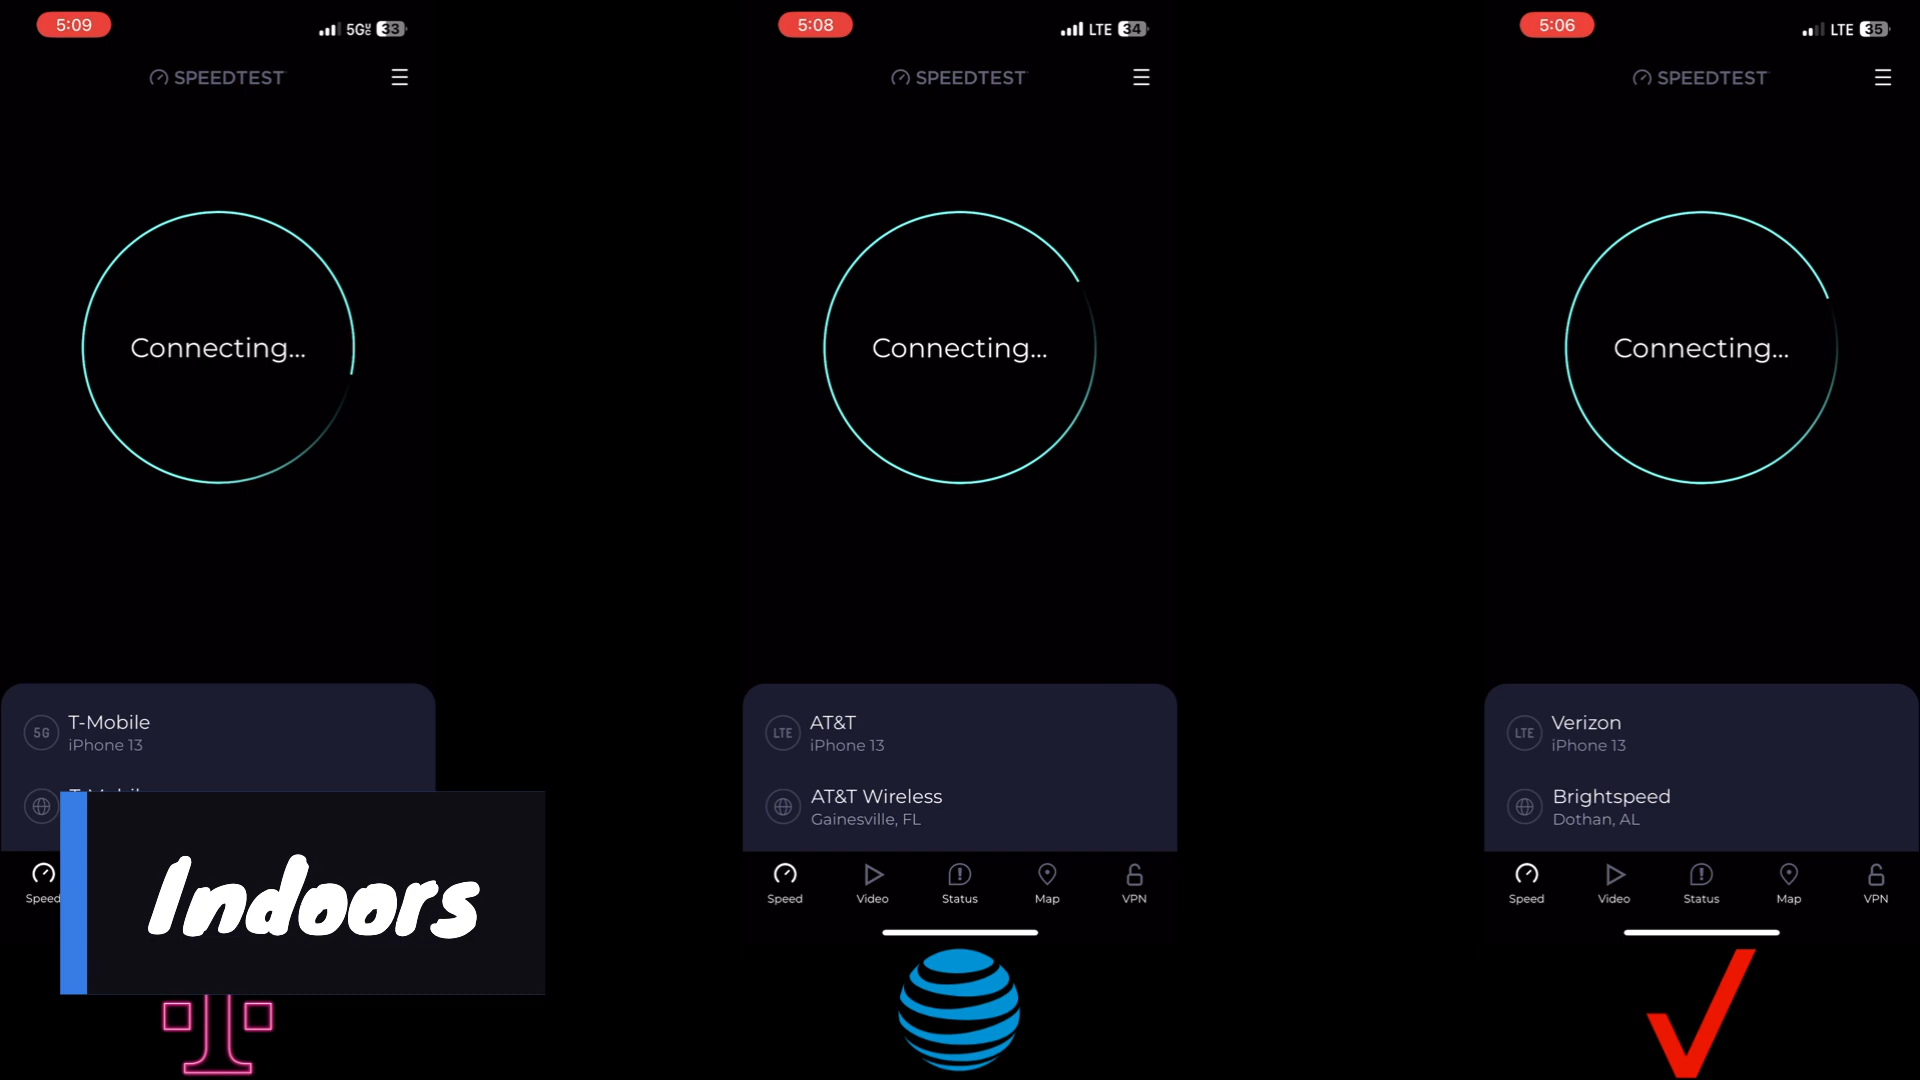 5:09
5G
33
SPEEDTEST
Connecting...
5G
T-Mobile
iPhone 13
T-Mobile
Speed
Indoors
5:08
LTE
34
SPEEDTEST
Connecting...
LTE
AT&T
iPhone 13
AT&T Wireless
Gainesville, FL
Speed
Video
Status
Map
VPN
5:06
LTE
35
SPEEDTEST
Connecting...
LTE
Verizon
iPhone 13
Brightspeed
Dothan, AL
Speed
Video
Status
Map
VPN